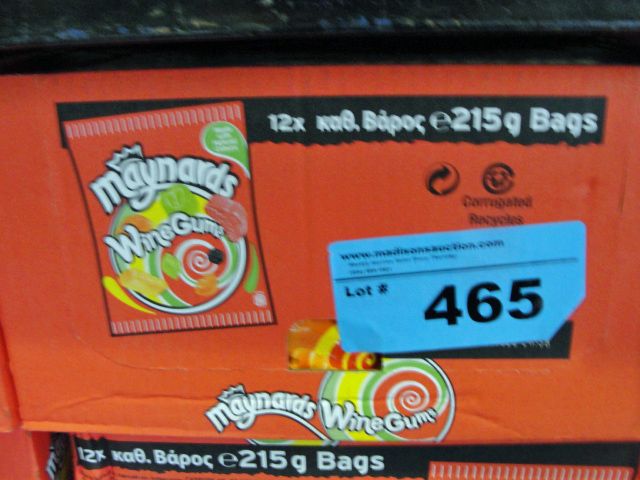 12x καθ. Βάρος e215g Bags
maynards
Wine Gums
Corrugated
Recycles
www.madisonsauction.com
Lot # 465
maynards Wine Gums
12x καθ. Βάρος e215g Bags